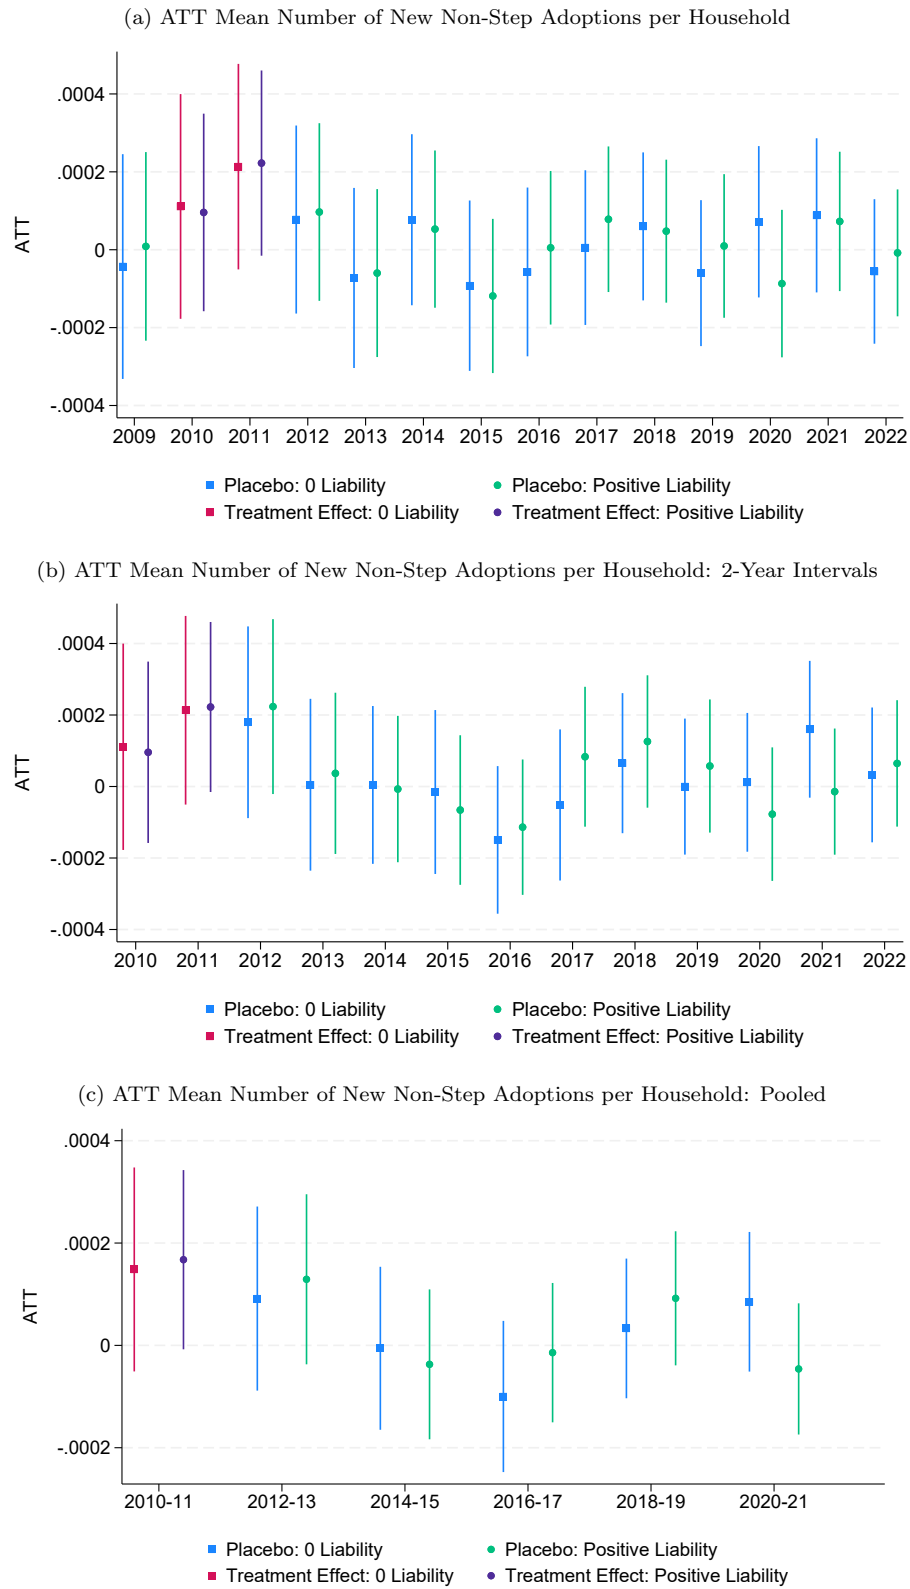 (a) ATT Mean Number of New Non-Step Adoptions per Household
.0004
.0002
0
-.0002
-.0004
ATT
2009 2010 2011 2012 2013 2014 2015 2016 2017 2018 2019 2020 2021 2022
Placebo: 0 Liability Placebo: Positive Liability
Treatment Effect: 0 Liability Treatment Effect: Positive Liability
(b) ATT Mean Number of New Non-Step Adoptions per Household: 2-Year Intervals
.0004
.0002
0
-.0002
-.0004
ATT
2010 2011 2012 2013 2014 2015 2016 2017 2018 2019 2020 2021 2022
Placebo: 0 Liability Placebo: Positive Liability
Treatment Effect: 0 Liability Treatment Effect: Positive Liability
(c) ATT Mean Number of New Non-Step Adoptions per Household: Pooled
.0004
.0002
0
-.0002
ATT
2010-11 2012-13 2014-15 2016-17 2018-19 2020-21
Placebo: 0 Liability Placebo: Positive Liability
Treatment Effect: 0 Liability Treatment Effect: Positive Liability